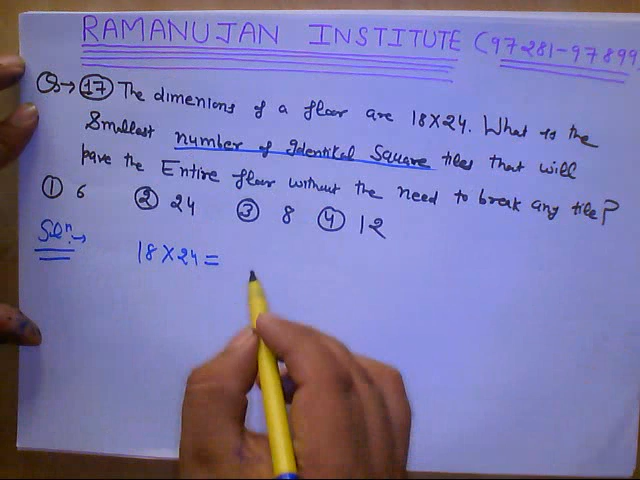 RAMANUJAN INSTITUTE (97281-97899
Q→ 17 The dimenions of a floor are 18X24. What is the
Smallest number of Identikal Square tiles that will
pave the Entire floor without the need to break any tile?
1 6 2 24 3 8 4 12
Solⁿ:→
18X24=